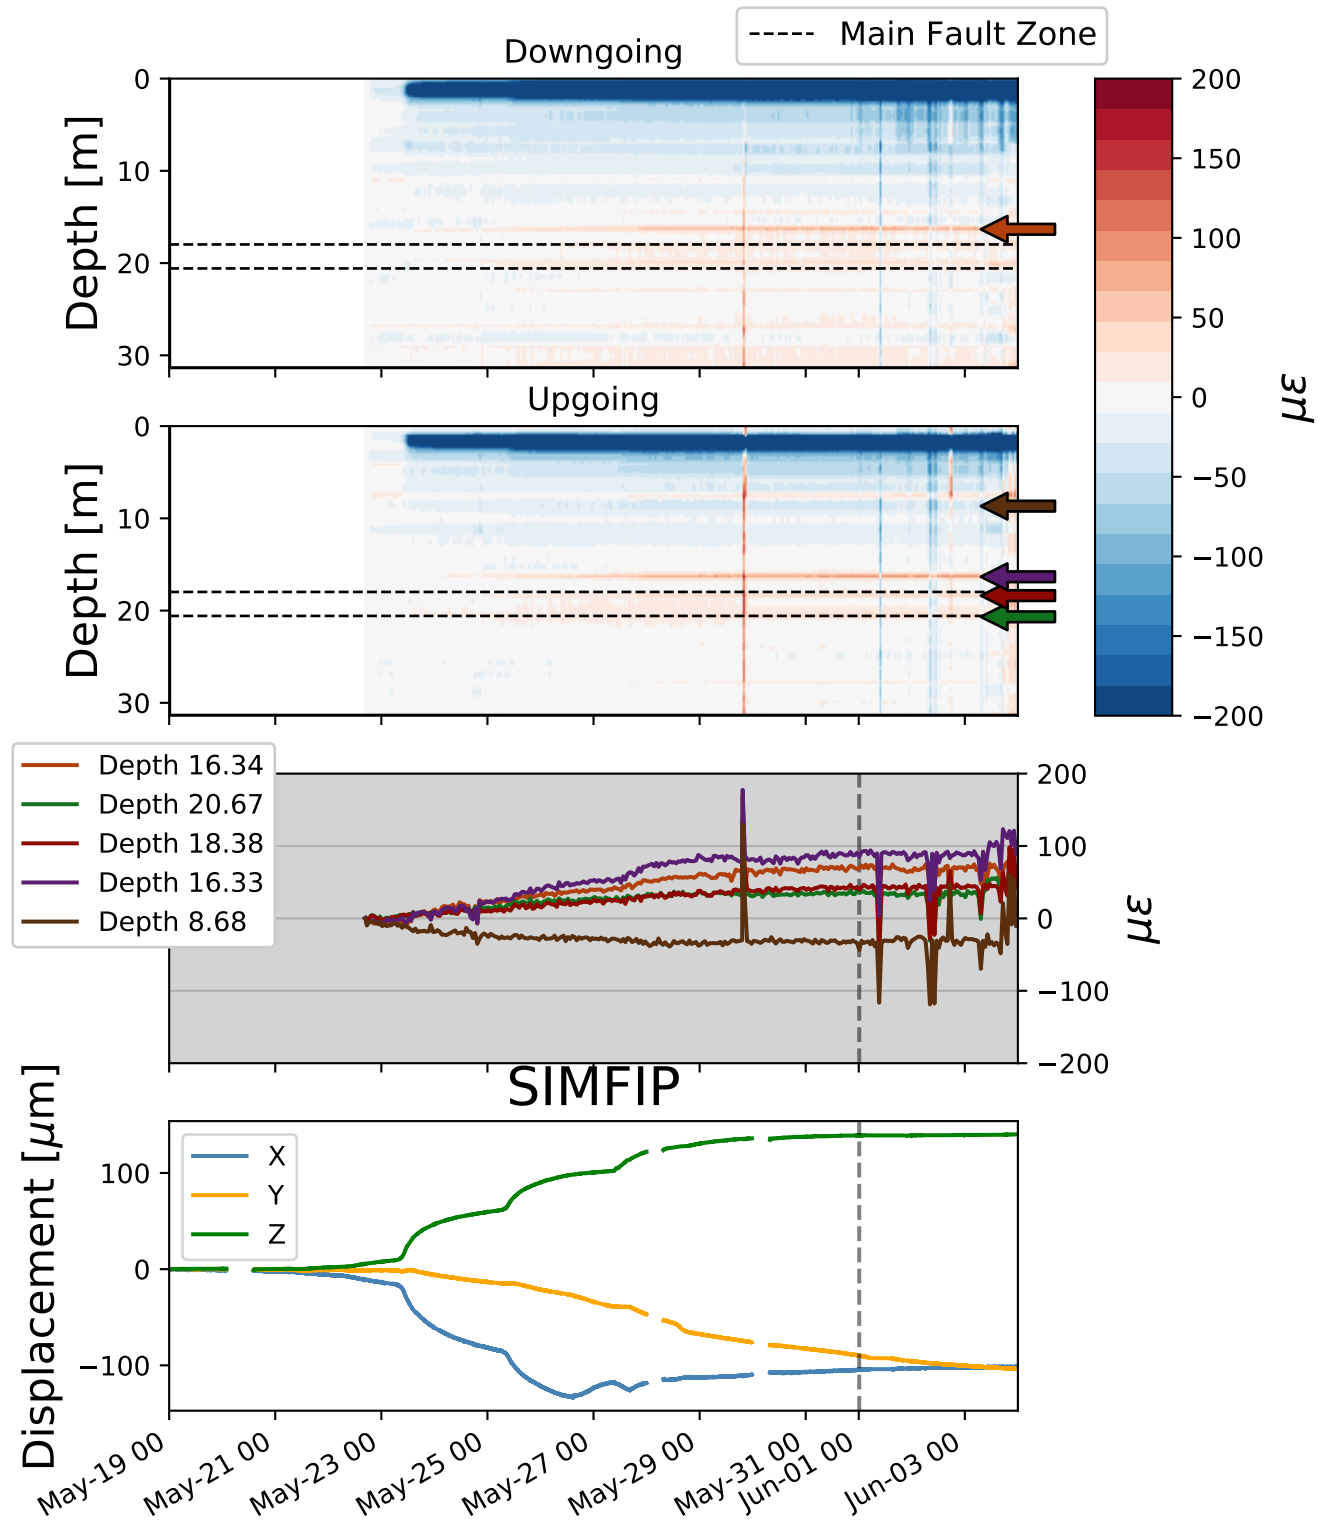 Main Fault Zone
Downgoing
Depth [m]
0
10
20
30
200
150
100
50
0
−50
−100
−150
−200
με
Upgoing
Depth [m]
0
10
20
30
Depth 16.34
Depth 20.67
Depth 18.38
Depth 16.33
Depth 8.68
200
100
0
−100
−200
με
SIMFIP
Displacement [μm]
100
0
−100
X
Y
Z
May-19 00
May-21 00
May-23 00
May-25 00
May-27 00
May-29 00
May-31 00
Jun-01 00
Jun-03 00